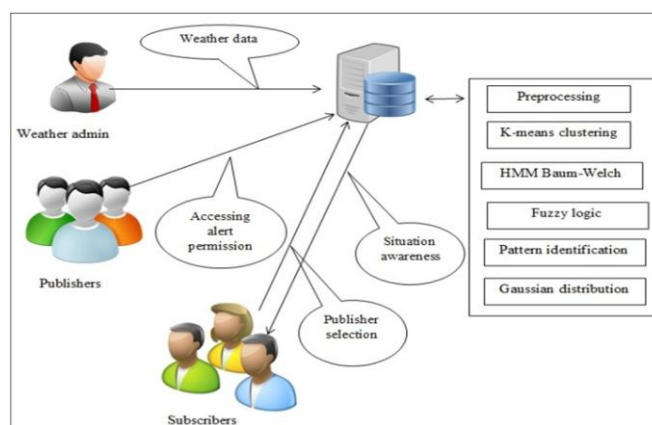 Weather data
Weather admin
Preprocessing
K-means clustering
HMM Baum-Welch
Fuzzy logic
Pattern identification
Gaussian distribution
Accessing
alert
permission
Publishers
Situation
awareness
Publisher
selection
Subscribers